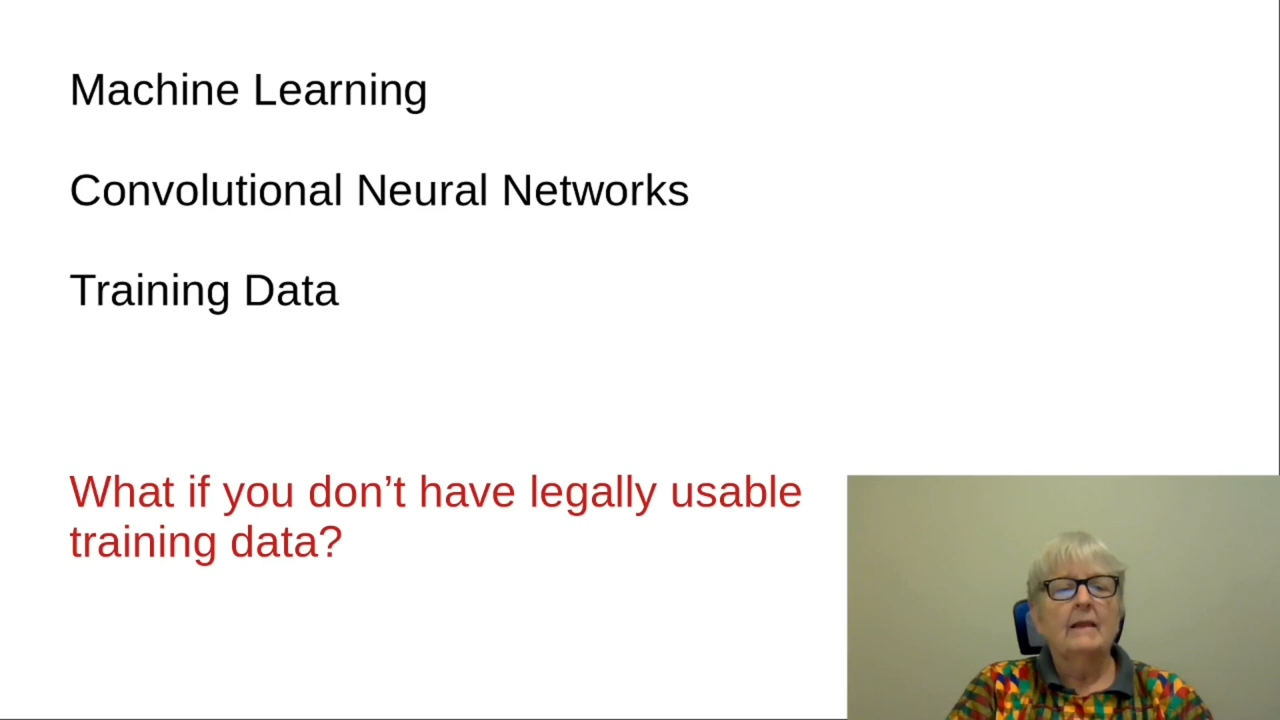 Machine Learning
Convolutional Neural Networks
Training Data
What if you don’t have legally usable
training data?